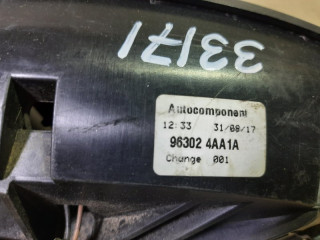 33171
Autocomponent
12:33 31/08/17
96302 4AA1A
Change 001